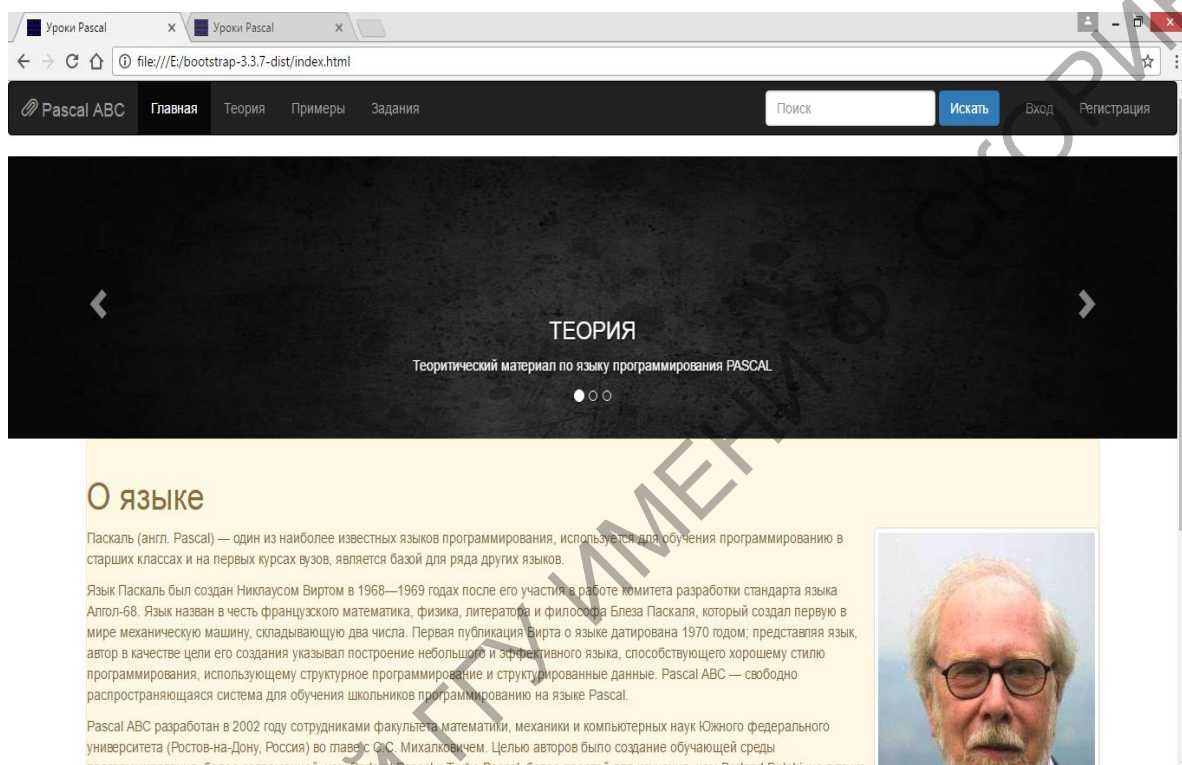 Уроки Pascal
Уроки Pascal
file:///E:/bootstrap-3.3.7-dist/index.html
Pascal ABC Главная Теория Примеры Задания Поиск Искать Вход Регистрация
ТЕОРИЯ
Теоритический материал по языку программирования PASCAL
О языке
Паскаль (англ. Pascal) — один из наиболее известных языков программирования, используется для обучения программированию в
старших классах и на первых курсах вузов, является базой для ряда других языков.
Язык Паскаль был создан Никлаусом Виртом в 1968—1969 годах после его участия в работе комитета разработки стандарта языка
Алгол-68. Язык назван в честь французского математика, физика, литератора и философа Блеза Паскаля, который создал первую в
мире механическую машину, складывающую два числа. Первая публикация Вирта о языке датирована 1970 годом; представляя язык,
автор в качестве цели его создания указывал построение небольшого и эффективного языка, способствующего хорошему стилю
программирования, использующему структурное программирование и структурированные данные. Pascal ABC — свободно
распространяющаяся система для обучения школьников программированию на языке Pascal.
Pascal ABC разработан в 2002 году сотрудниками факультета математики, механики и компьютерных наук Южного федерального
университета (Ростов-на-Дону, Россия) во главе с С.С. Михалковичем. Целью авторов было создание обучающей среды
ГГУ ИМЕНИ Ф. СКОРИН